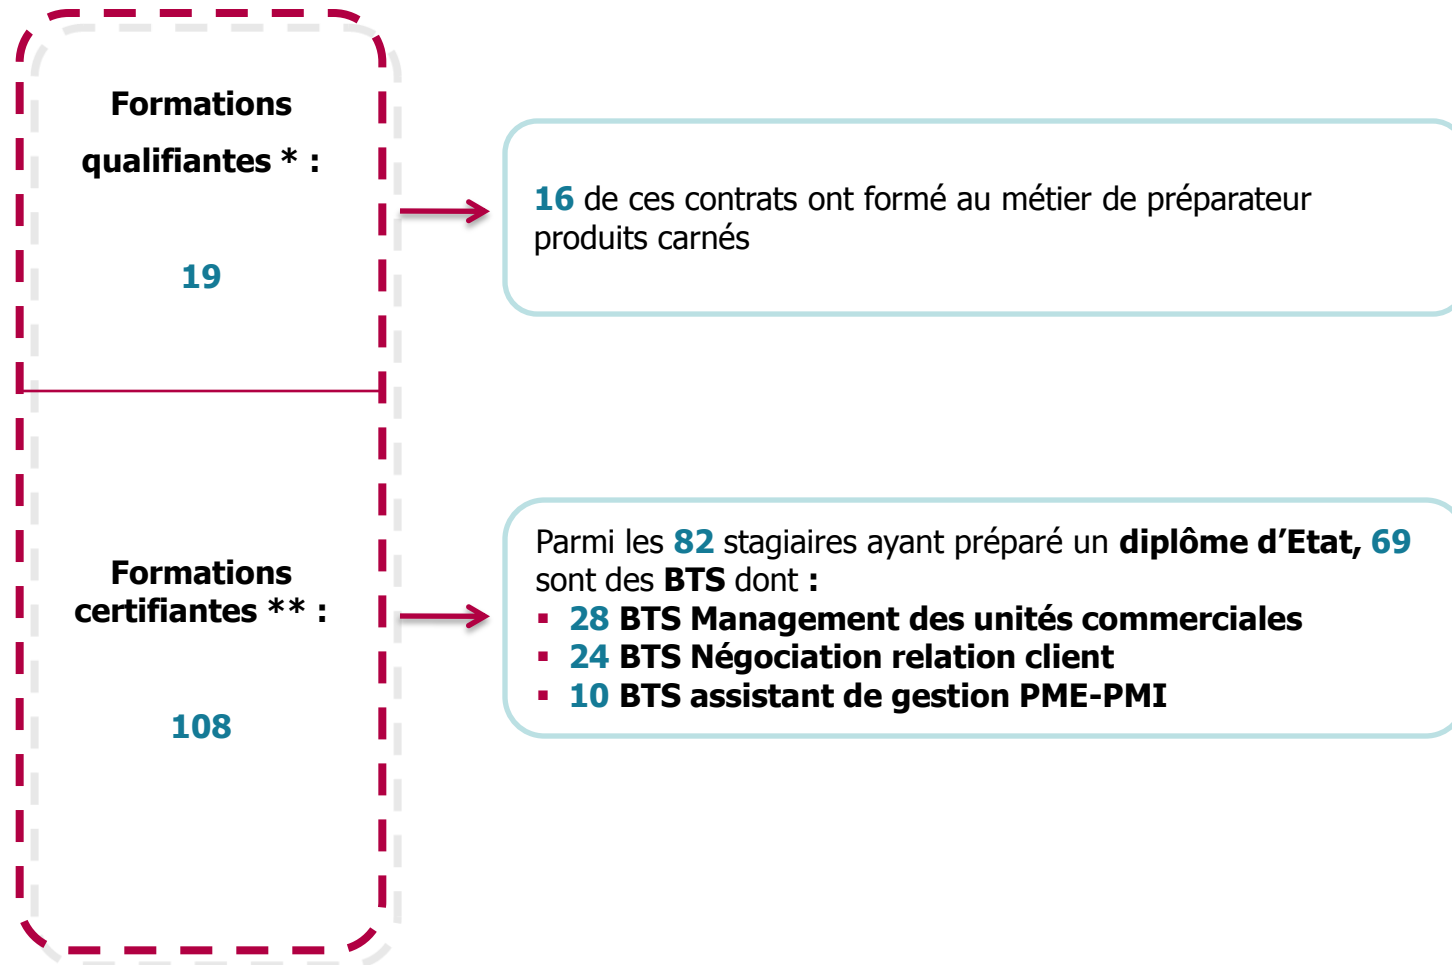 Formations
qualifiantes * :
19
16 de ces contrats ont formé au métier de préparateur
produits carnés
Formations
certifiantes ** :
108
Parmi les 82 stagiaires ayant préparé un diplôme d’Etat, 69
sont des BTS dont :
▪ 28 BTS Management des unités commerciales
▪ 24 BTS Négociation relation client
▪ 10 BTS assistant de gestion PME-PMI